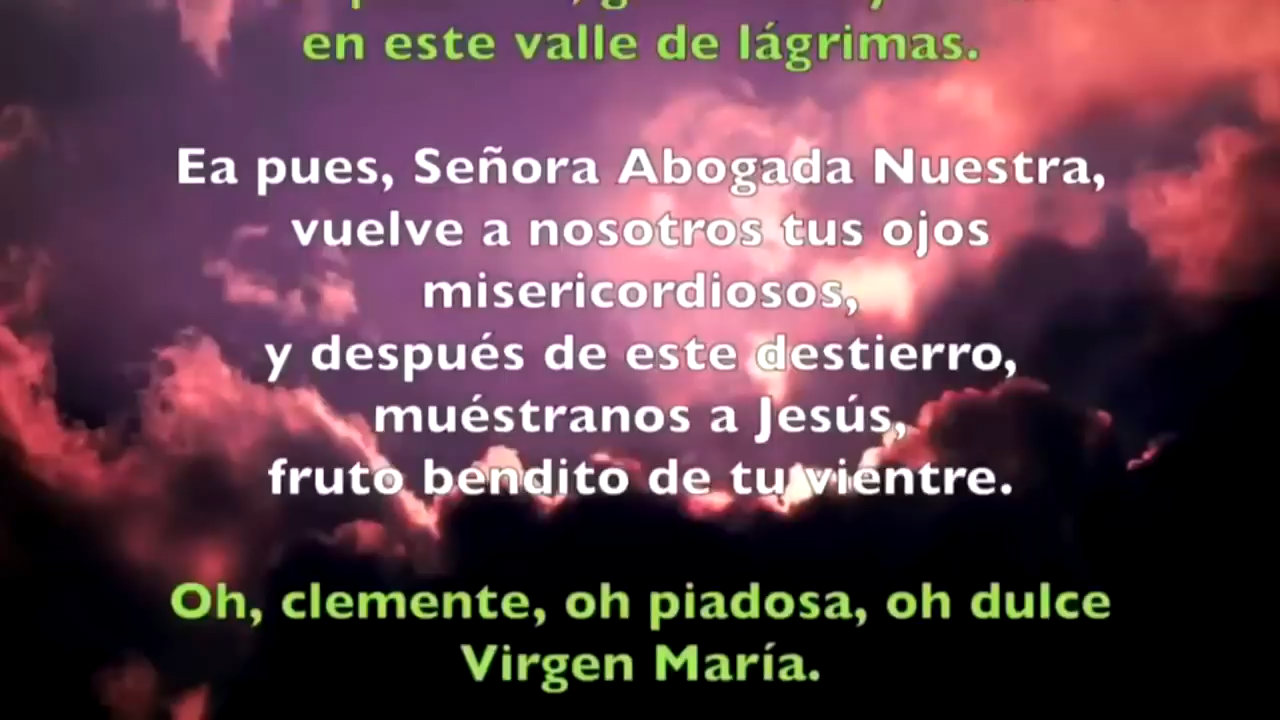 en este valle de lágrimas.
Ea pues, Señora Abogada Nuestra,
vuelve a nosotros tus ojos
misericordiosos,
y después de este destierro,
muéstranos a Jesús,
fruto bendito de tu vientre.
Oh, clemente, oh piadosa, oh dulce
Virgen María.